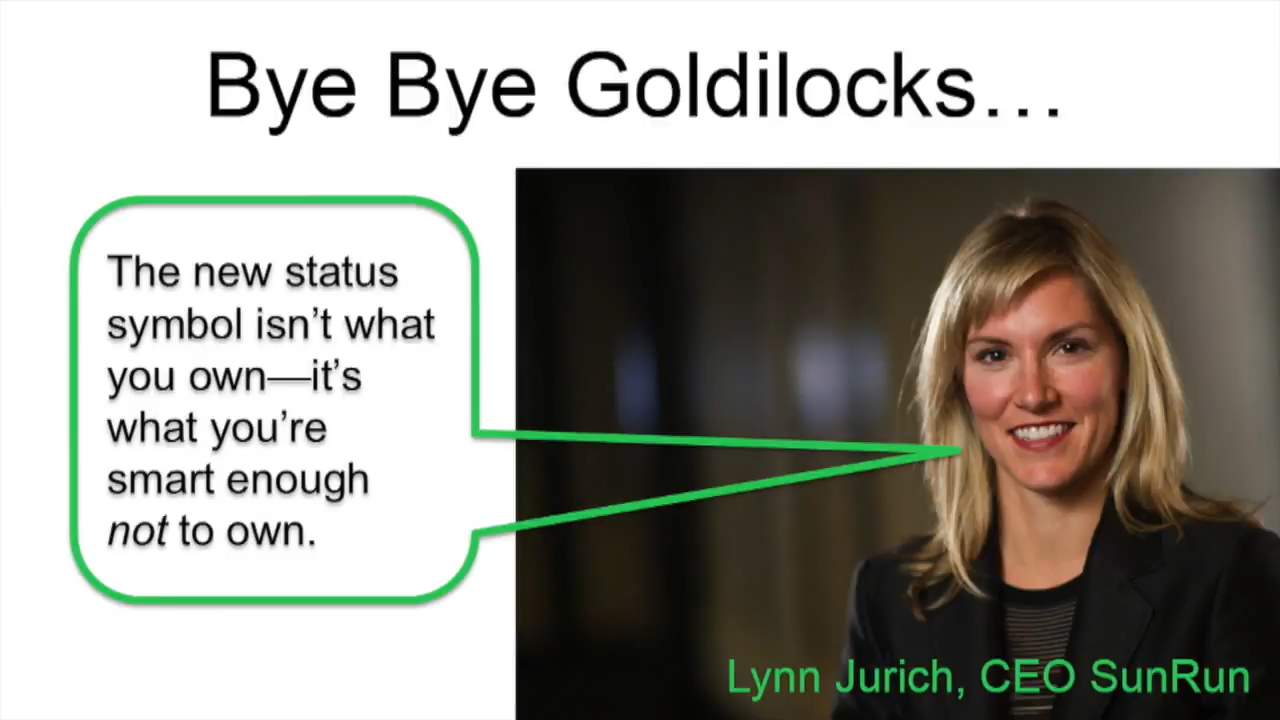 Bye Bye Goldilocks…
The new status
symbol isn’t what
you own—it’s
what you’re
smart enough
not to own.
Lynn Jurich, CEO SunRun